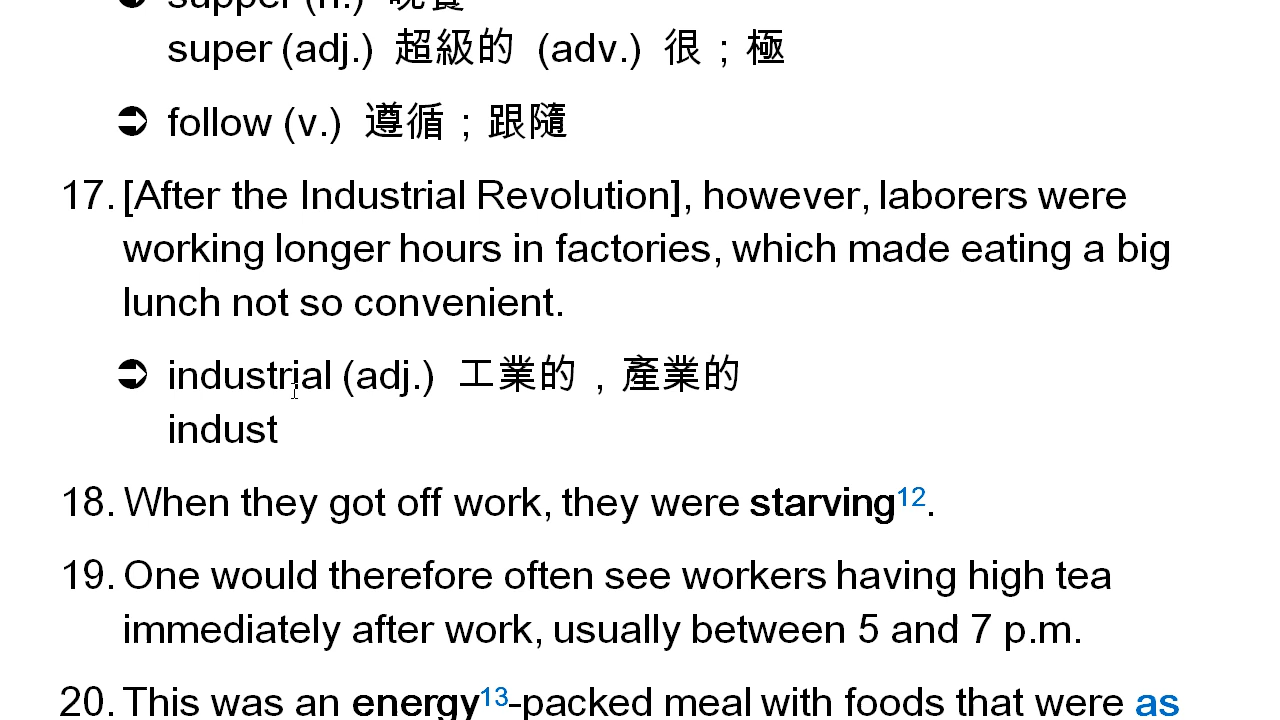 supper (n.) 晚餐
super (adj.) 超級的 (adv.) 很；極
➲ follow (v.) 遵循；跟隨
17. [After the Industrial Revolution], however, laborers were
working longer hours in factories, which made eating a big
lunch not so convenient.
➲ industrial (adj.) 工業的，產業的
indust
18. When they got off work, they were starving12.
19. One would therefore often see workers having high tea
immediately after work, usually between 5 and 7 p.m.
20. This was an energy13-packed meal with foods that were as